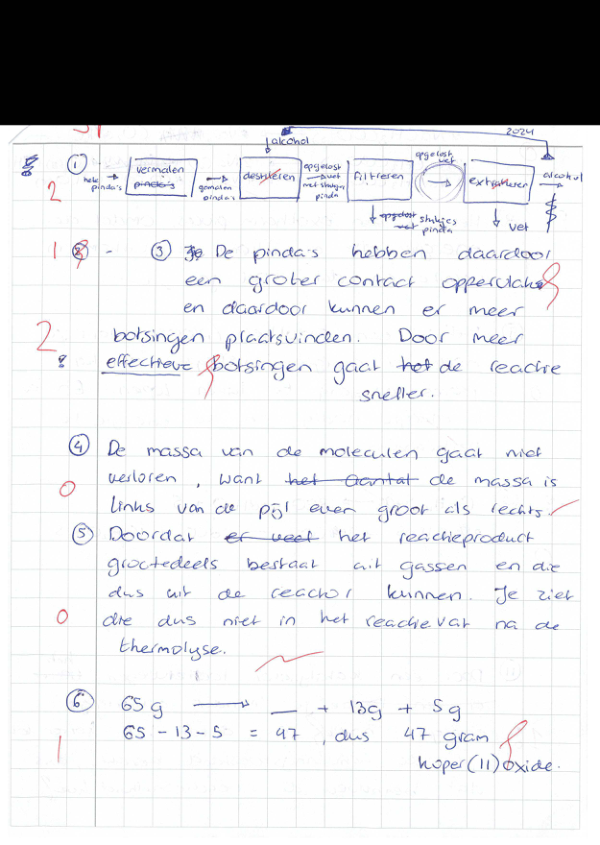 2024
alcohol
① hele pinda's → vermalen pinda's → gemalen pinda's → destilleren → opgelost vet met stukjes pinda → filtreren → opgelost vet → extraheren → alcohol
opgelost stukjes met pinda
vet
2
1 ② - ③ Je De pinda's hebben daardoor
een groter contact oppervlakte
en daardoor kunnen er meer
2 botsingen plaatsvinden. Door meer
effectieve botsingen gaat het de reactie
sneller.
④ De massa van de moleculen gaat niet
verloren, want het aantal de massa is
0 links van de pijl even groot als rechts.
⑤ Doordat er veel het reactieproduct
grootedeels bestaat uit gassen en die
dus uit de reactor kunnen. Je ziet
0 die dus niet in het reactievat na de
thermolyse.
⑥ 65 g → __ + 13g + 5g
65 - 13 - 5 = 47, dus 47 gram
1 koper(II)oxide.